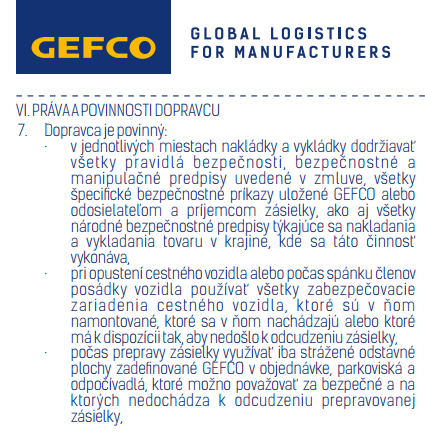 GEFCO
GLOBAL LOGISTICS
FOR MANUFACTURERS
VI. PRÁVA A POVINNOSTI DOPRAVCU
7. Dopravca je povinný:
· v jednotlivých miestach nakládky a vykládky dodržiavať
všetky pravidlá bezpečnosti, bezpečnostné a
manipulačné predpisy uvedené v zmluve, všetky
špecifické bezpečnostné príkazy uložené GEFCO alebo
odosielateľom a príjemcom zásielky, ako aj všetky
národné bezpečnostné predpisy týkajúce sa nakladania
a vykladania tovaru v krajine, kde sa táto činnosť
vykonáva,
· pri opustení cestného vozidla alebo počas spánku členov
posádky vozidla používať všetky zabezpečovacie
zariadenia cestného vozidla, ktoré sú v ňom
namontované, ktoré sa v ňom nachádzajú alebo ktoré
má k dispozícii tak, aby nedošlo k odcudzeniu zásielky,
· počas prepravy zásielky využívať iba strážené odstavné
plochy zadefinované GEFCO v objednávke, parkoviská a
odpočívadlá, ktoré možno považovať za bezpečné a na
ktorých nedochádza k odcudzeniu prepravovanej
zásielky,